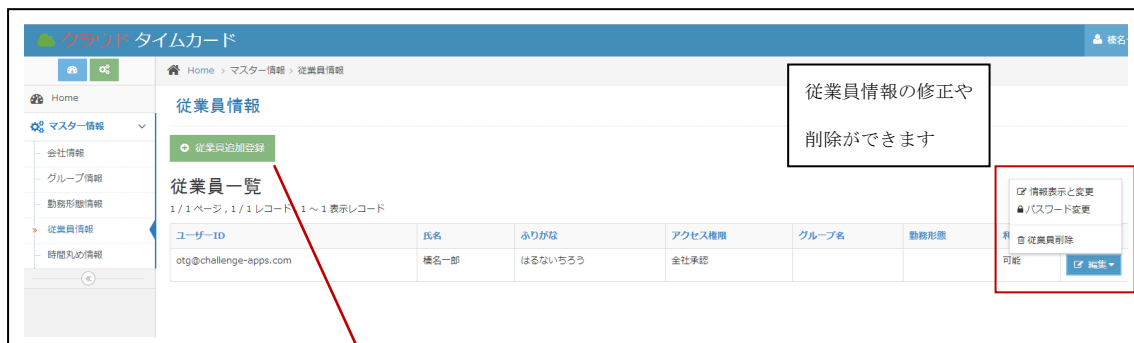 クラウド タイムカード
榛名
Home > マスター情報 > 従業員情報
Home
マスター情報
会社情報
グループ情報
勤務形態情報
従業員情報
時間丸め情報
従業員情報
従業員追加登録
従業員情報の修正や
削除ができます
従業員一覧
1 / 1 ページ , 1 / 1 レコード , 1 ～ 1 表示レコード
情報表示と変更
パスワード変更
従業員削除
ユーザーID 氏名 ふりがな アクセス権限 グループ名 勤務形態 利
otg@challenge-apps.com 榛名一郎 はるないちろう 全社承認 可能 編集